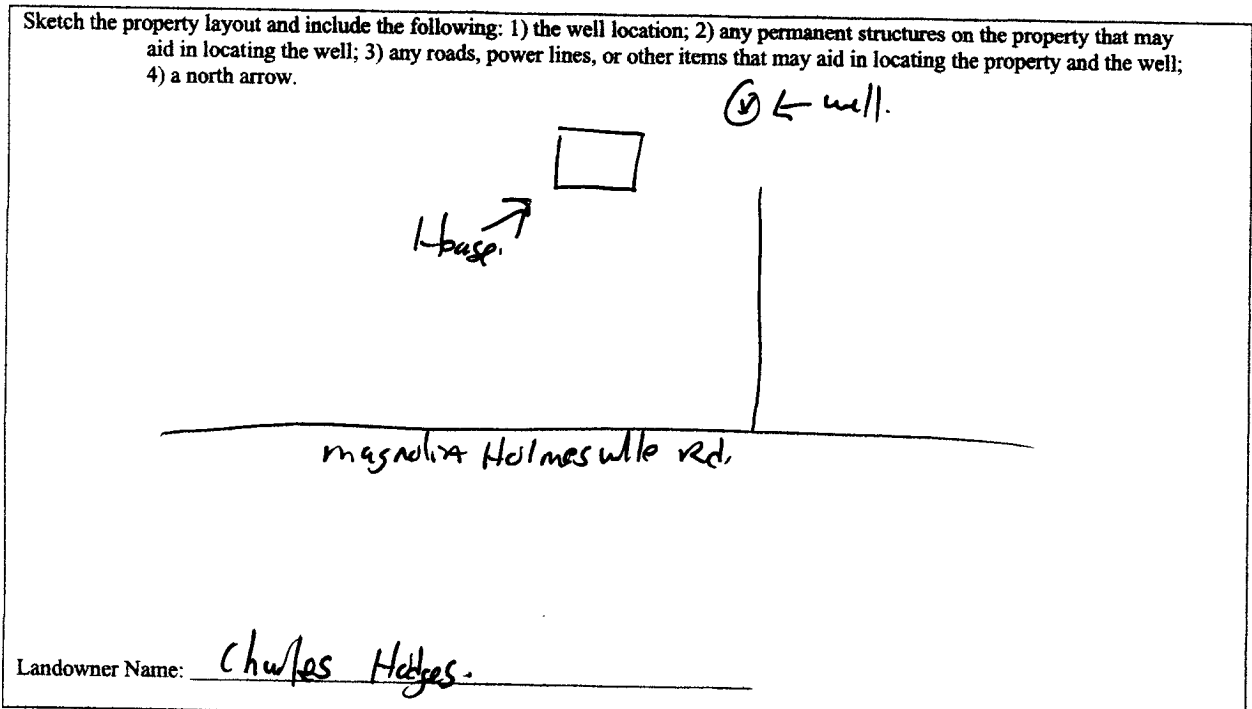 Sketch the property layout and include the following: 1) the well location; 2) any permanent structures on the property that may
aid in locating the well; 3) any roads, power lines, or other items that may aid in locating the property and the well;
4) a north arrow.
well.
House.
Magnolia Holmesville Rd,
Landowner Name: Charles Hodges.